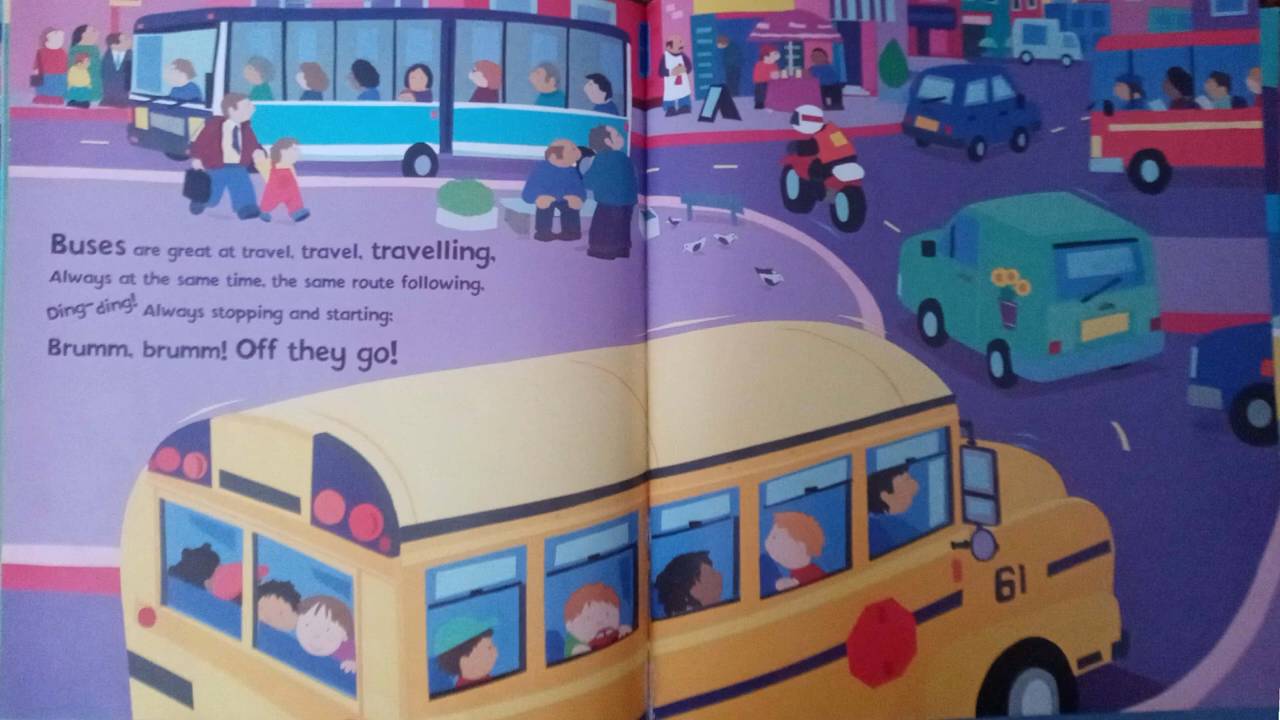 Buses are great at travel, travel, travelling,
Always at the same time, the same route following,
Ding-ding! Always stopping and starting;
Brumm, brumm! Off they go!
61